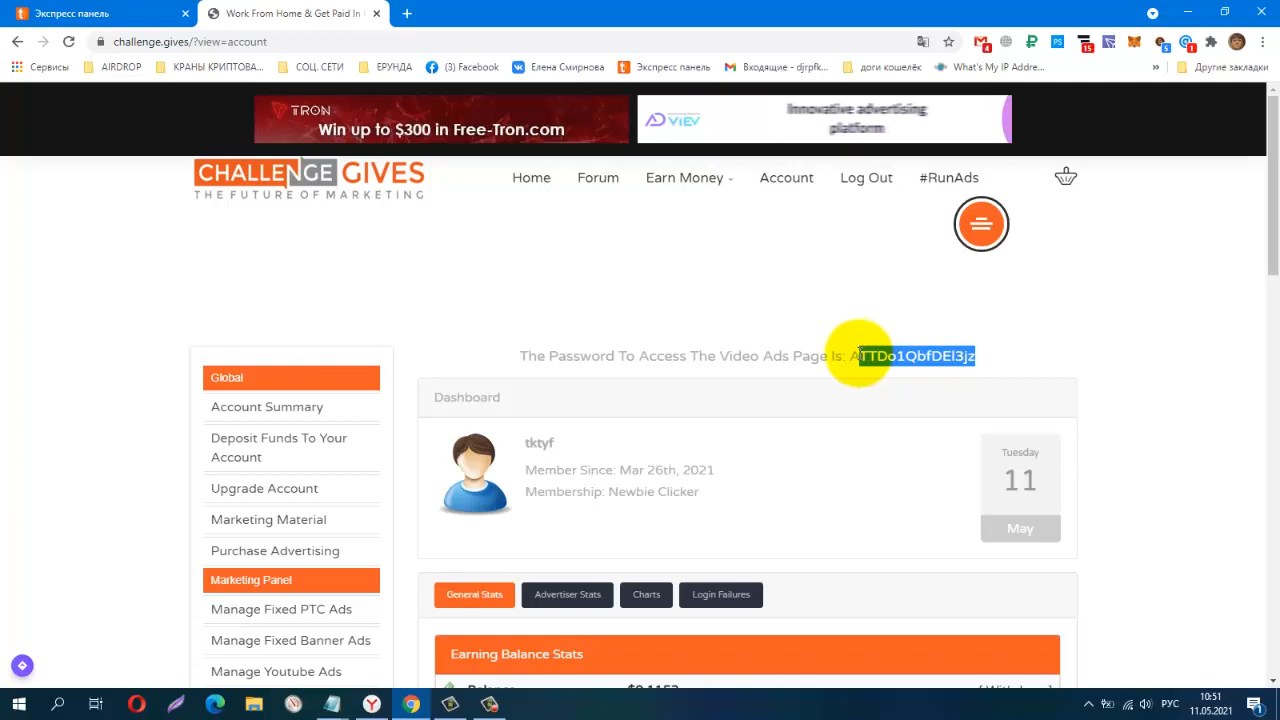 Экспресс панель
Work From Home & Get Paid In
challenge.gives/?view=account
4
5
15
1
Сервисы
AIRDROP
КРАНЫ КРИПТОВА...
СОЦ. СЕТИ
ЕРУНДА
(3) Facebook
Елена Смирнова
Экспресс панель
Входящие - djrpfk...
доги кошелёк
What's My IP Addre...
»
Другие закладки
TRON
Win up to $300 in Free-Tron.com
AD VIEV
Innovative advertising
platform
CHALLENGE GIVES
THE FUTURE OF MARKETING
Home
Forum
Earn Money
Account
Log Out
#RunAds
The Password To Access The Video Ads Page Is: ATTDo1QbfDEl3jz
Global
Account Summary
Deposit Funds To Your
Account
Upgrade Account
Marketing Material
Purchase Advertising
Marketing Panel
Manage Fixed PTC Ads
Manage Fixed Banner Ads
Manage Youtube Ads
Dashboard
tktyf
Member Since: Mar 26th, 2021
Membership: Newbie Clicker
Tuesday
11
May
General Stats
Advertiser Stats
Charts
Login Failures
Earning Balance Stats
РУС
10:51
11.05.2021
1